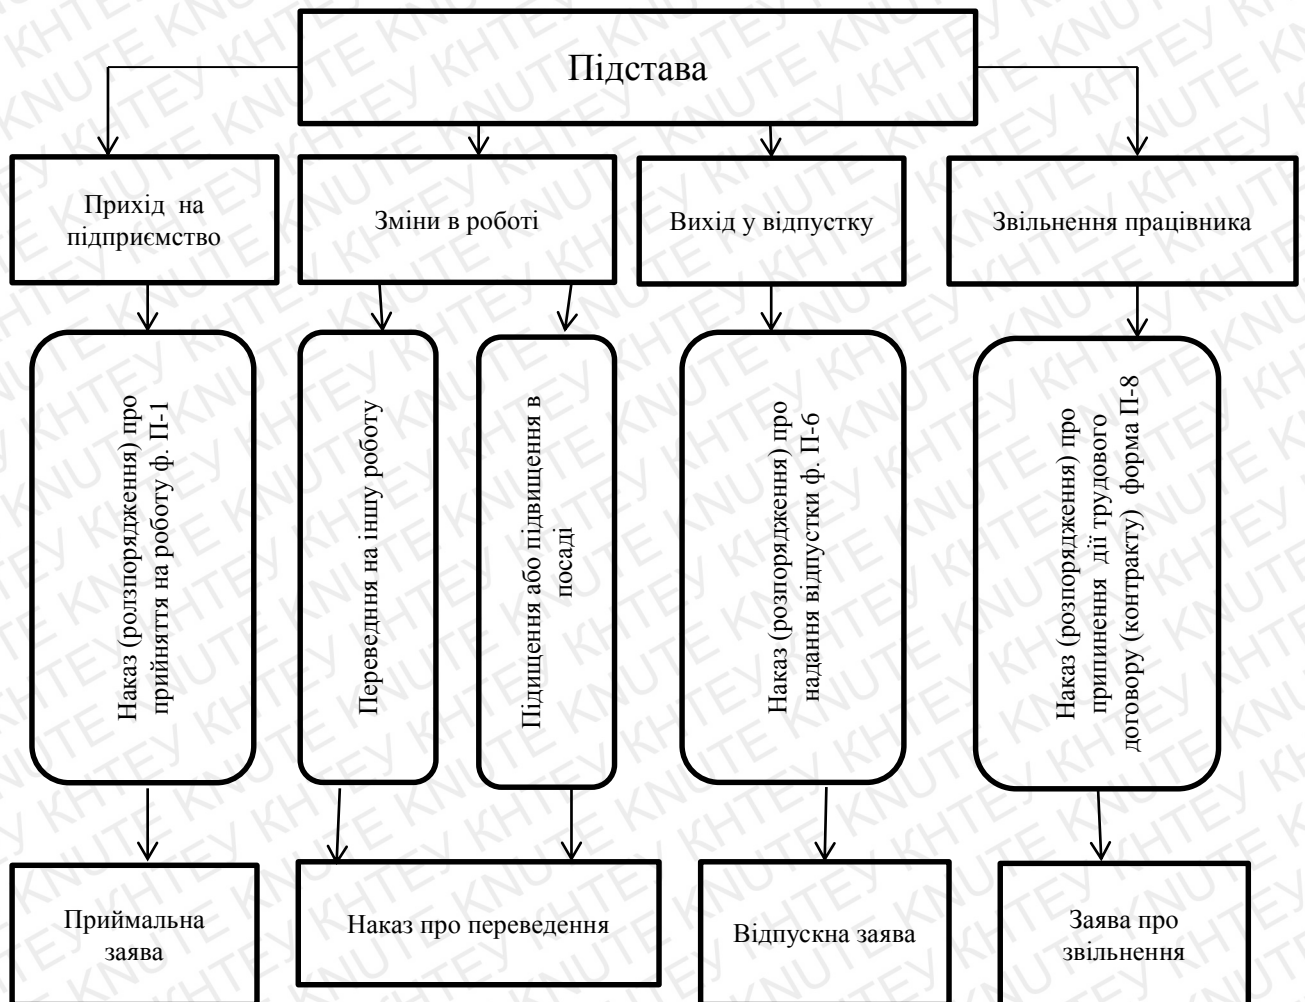 Підстава
Прихід на
підприємство
Зміни в роботі
Вихід у відпустку
Звільнення працівника
Наказ (ролзпорядження) про
прийняття на роботу ф. П-1
Переведння на іншу роботу
Підищення або підвищення в
посаді
Наказ (розпорядження) про
надання відпустки ф. П-6
Наказ (розпорядження) про
припинення дії трудового
договору (контракту) форма П-8
Приймальна
заява
Наказ про переведення
Відпускна заява
Заява про
звільнення